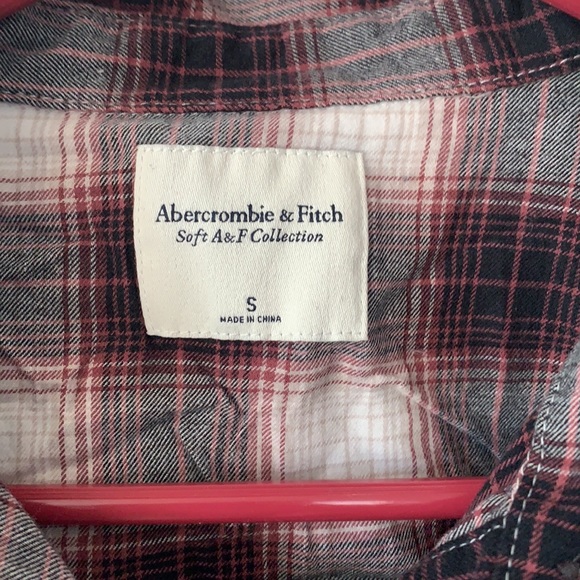 Abercrombie & Fitch
Soft A&F Collection
S
MADE IN CHINA